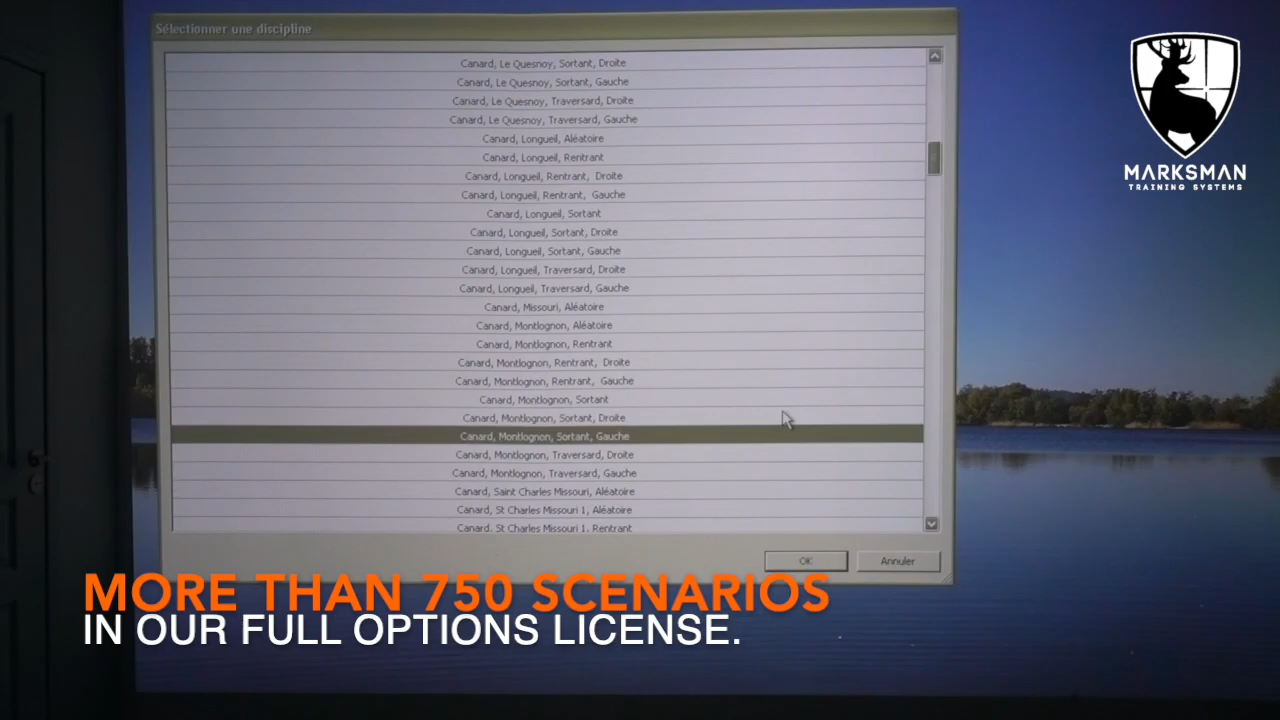 Sélectionner une discipline
Canard, Le Quesnoy, Sortant, Droite
Canard, Le Quesnoy, Sortant, Gauche
Canard, Le Quesnoy, Traversard, Droite
Canard, Le Quesnoy, Traversard, Gauche
Canard, Longueil, Aléatoire
Canard, Longueil, Rentrant
Canard, Longueil, Rentrant, Droite
Canard, Longueil, Rentrant, Gauche
Canard, Longueil, Sortant
Canard, Longueil, Sortant, Droite
Canard, Longueil, Sortant, Gauche
Canard, Longueil, Traversard, Droite
Canard, Longueil, Traversard, Gauche
Canard, Missouri, Aléatoire
Canard, Montlognon, Aléatoire
Canard, Montlognon, Rentrant
Canard, Montlognon, Rentrant, Droite
Canard, Montlognon, Rentrant, Gauche
Canard, Montlognon, Sortant
Canard, Montlognon, Sortant, Droite
Canard, Montlognon, Sortant, Gauche
Canard, Montlognon, Traversard, Droite
Canard, Montlognon, Traversard, Gauche
Canard, Saint Charles Missouri, Aléatoire
Canard, St Charles Missouri 1, Aléatoire
Canard, St Charles Missouri 1, Rentrant
OK
Annuler
MARKSMAN
TRAINING SYSTEMS
MORE THAN 750 SCENARIOS
IN OUR FULL OPTIONS LICENSE.